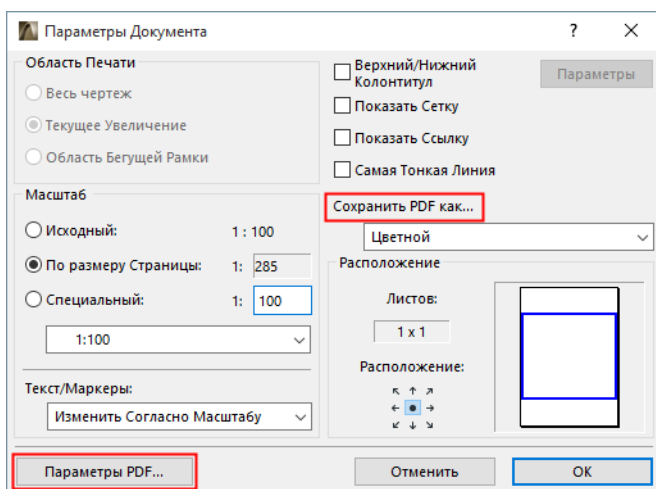 Параметры Документа
Область Печати
Весь чертеж
Текущее Увеличение
Область Бегущей Рамки
Верхний/Нижний
Колонтитул
Параметры
Показать Сетку
Показать Ссылку
Самая Тонкая Линия
Масштаб
Исходный: 1 : 100
По размеру Страницы: 1: 285
Специальный: 1: 100
1:100
Текст/Маркеры:
Изменить Согласно Масштабу
Сохранить PDF как...
Цветной
Расположение
Листов:
1 x 1
Расположение:
Параметры PDF...
Отменить
OK